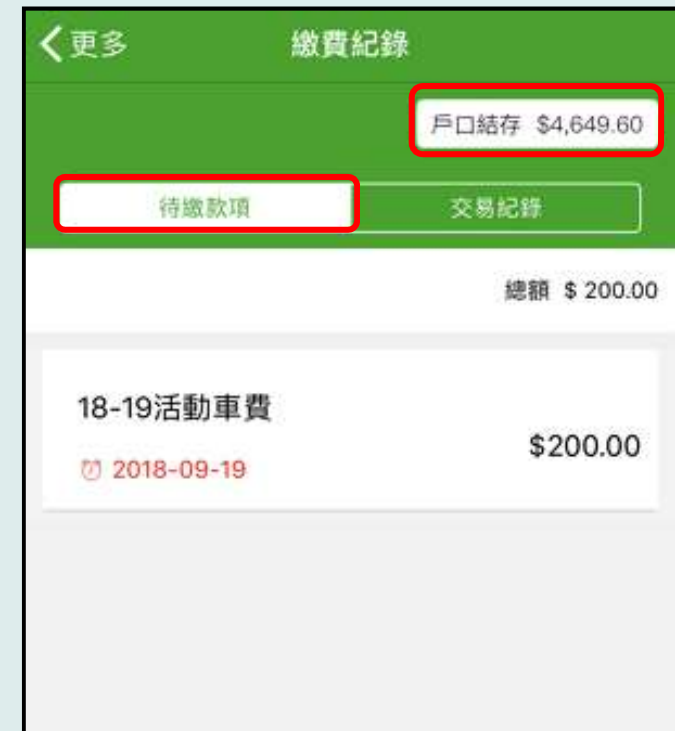 更多
繳費紀錄
戶口結存 $4,649.60
待繳款項
交易紀錄
總額 $ 200.00
18-19活動車費
$200.00
2018-09-19